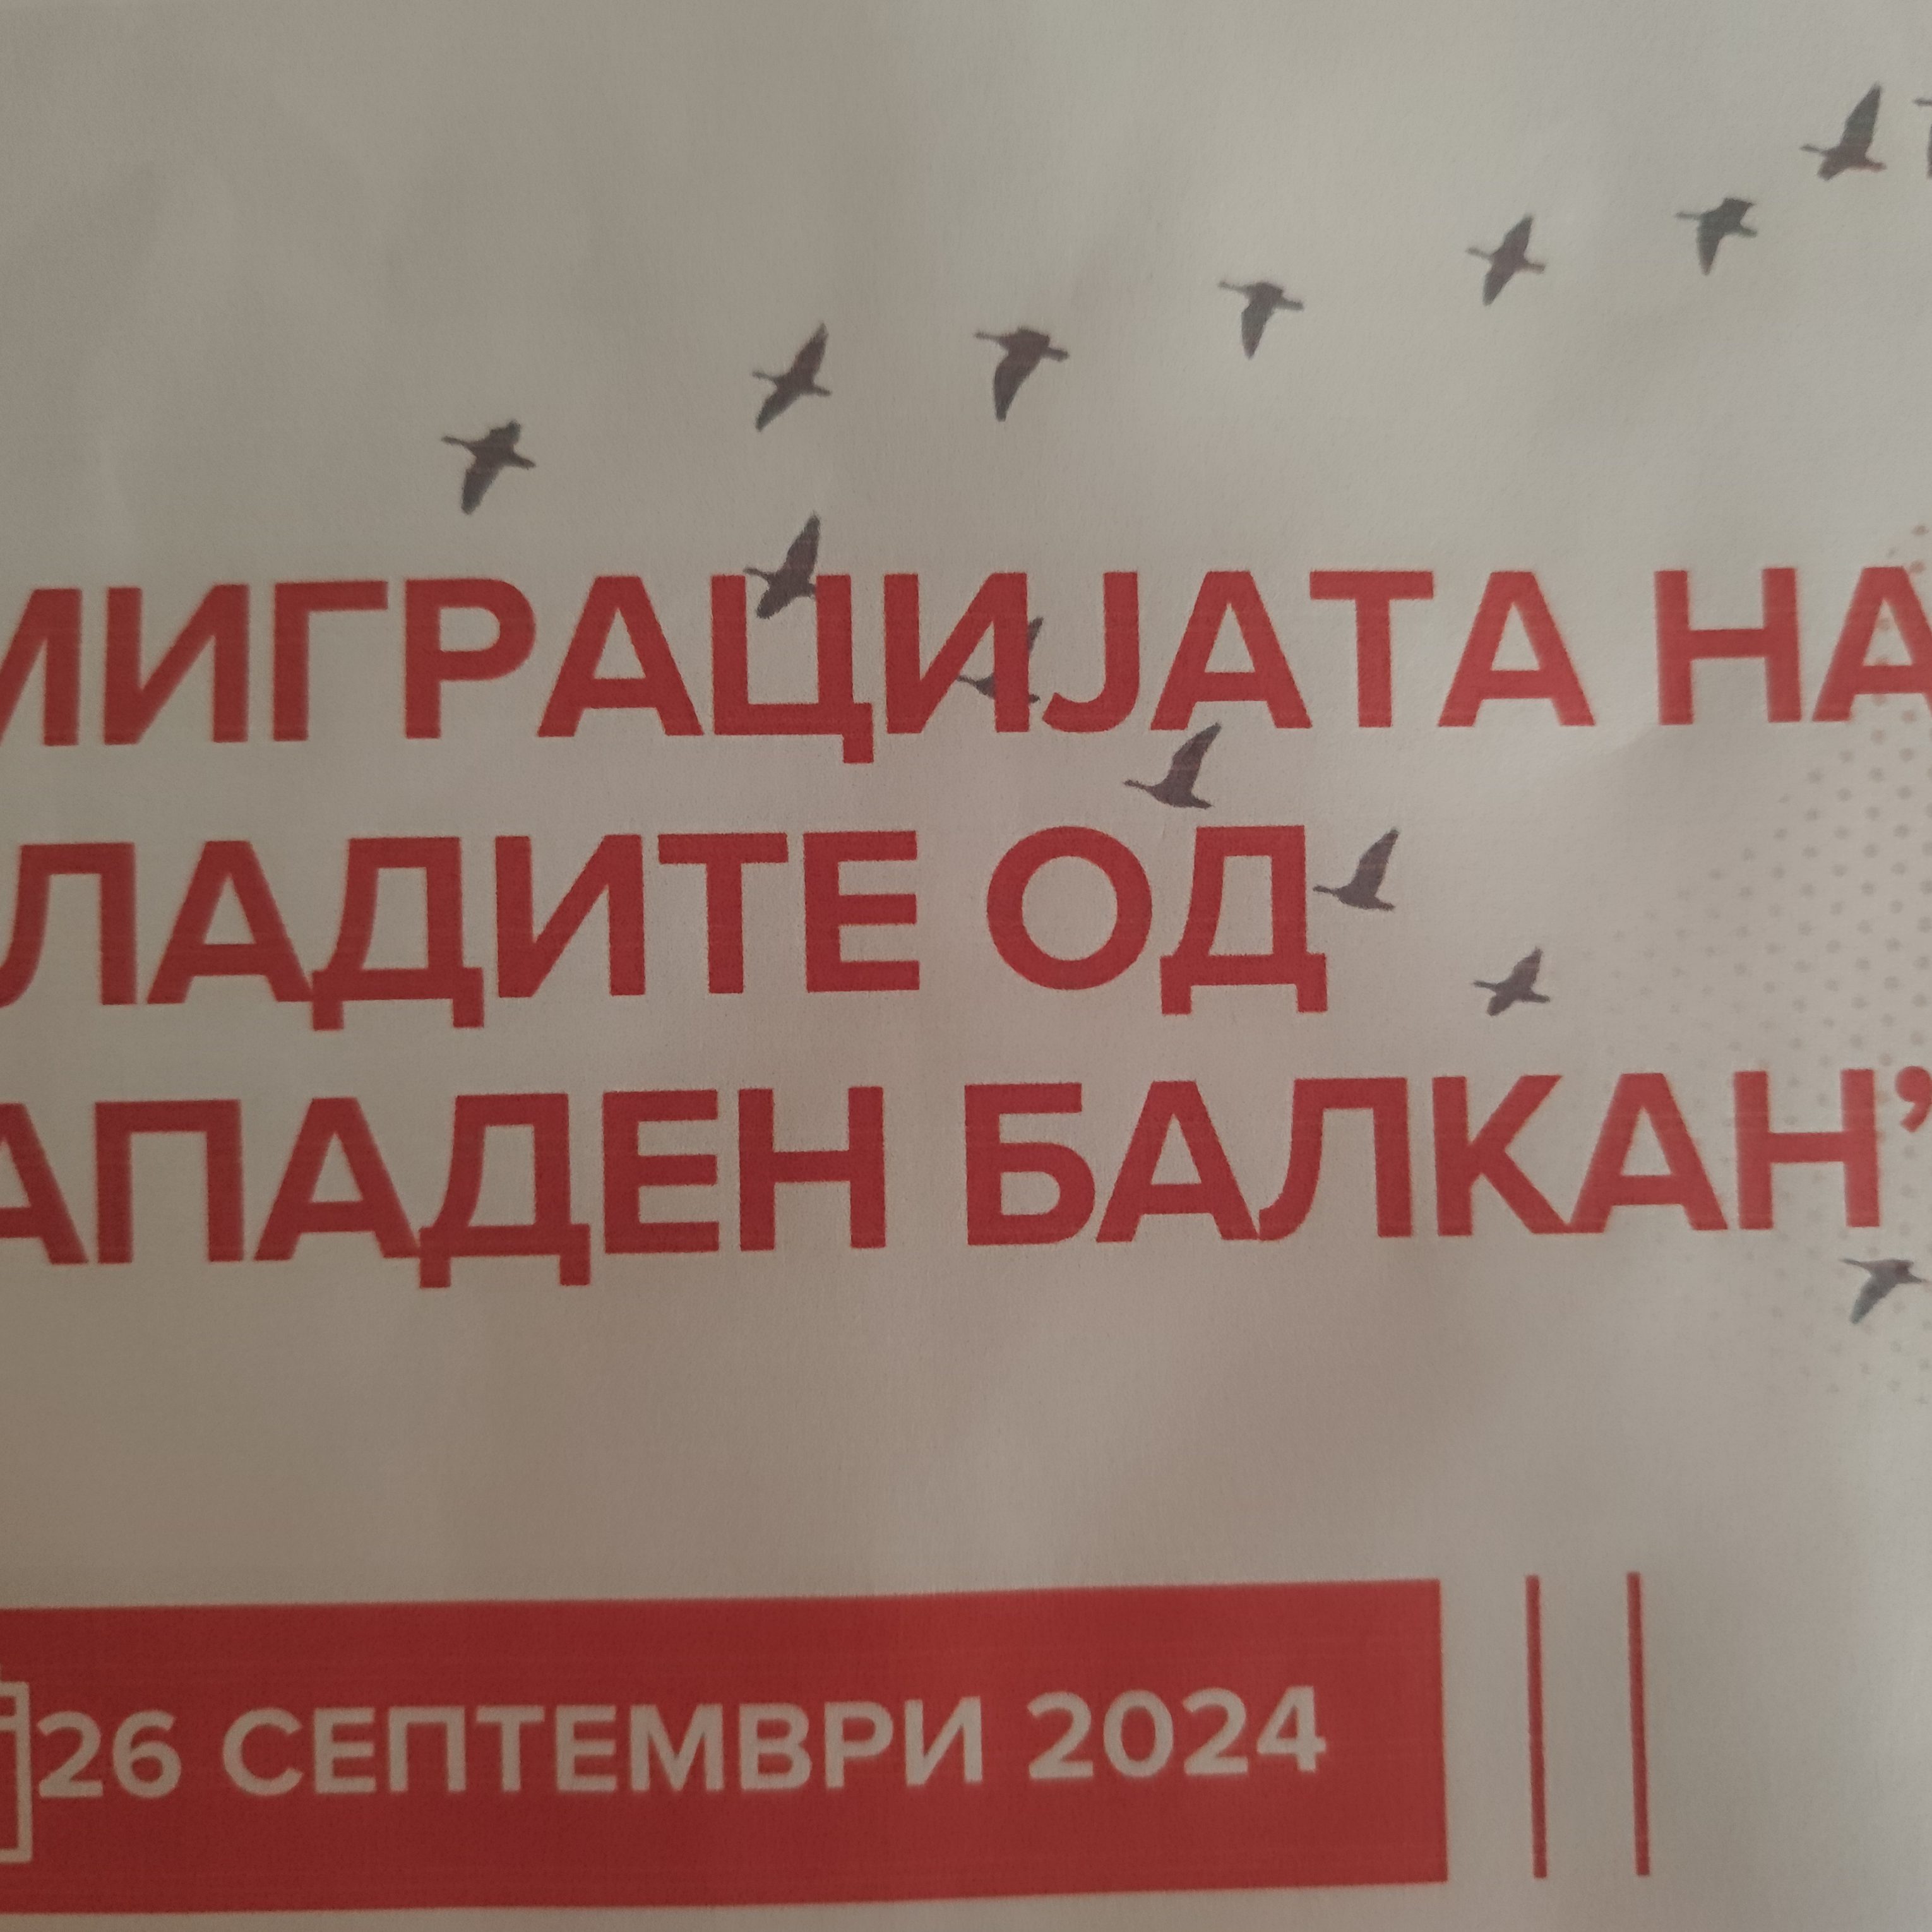 МИГРАЦИЈАТА НА
ЛАДИТЕ ОД
АПАДЕН БАЛКАН’
26 СЕПТЕМВРИ 2024